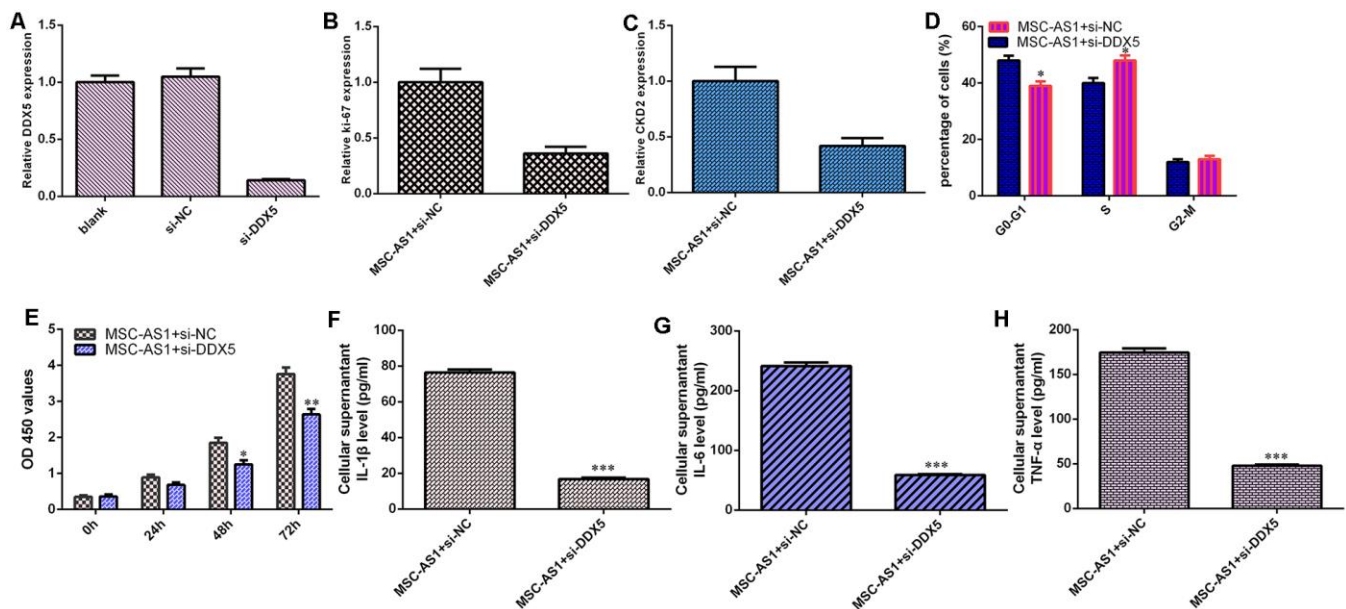 A
Relative DDX5 expression
1.5
1.0
0.5
0.0
blank
si-NC
si-DDX5
B
Relative ki-67 expression
1.5
1.0
0.5
0.0
MSC-AS1+si-NC
MSC-AS1+si-DDX5
C
Relative CKD2 expression
1.5
1.0
0.5
0.0
MSC-AS1+si-NC
MSC-AS1+si-DDX5
D
MSC-AS1+si-NC
MSC-AS1+si-DDX5
percentage of cells (%)
60
40
20
0
*
*
G0-G1
S
G2-M
E
MSC-AS1+si-NC
MSC-AS1+si-DDX5
OD 450 values
5
4
3
2
1
0
*
**
0h
24h
48h
72h
F
Cellular supernantant
IL-1β level (pg/ml)
100
80
60
40
20
0
***
MSC-AS1+si-NC
MSC-AS1+si-DDX5
G
Cellular supernantant
IL-6 level (pg/ml)
300
200
100
0
***
MSC-AS1+si-NC
MSC-AS1+si-DDX5
H
Cellular supernantant
TNF-α level (pg/ml)
200
150
100
50
0
***
MSC-AS1+si-NC
MSC-AS1+si-DDX5